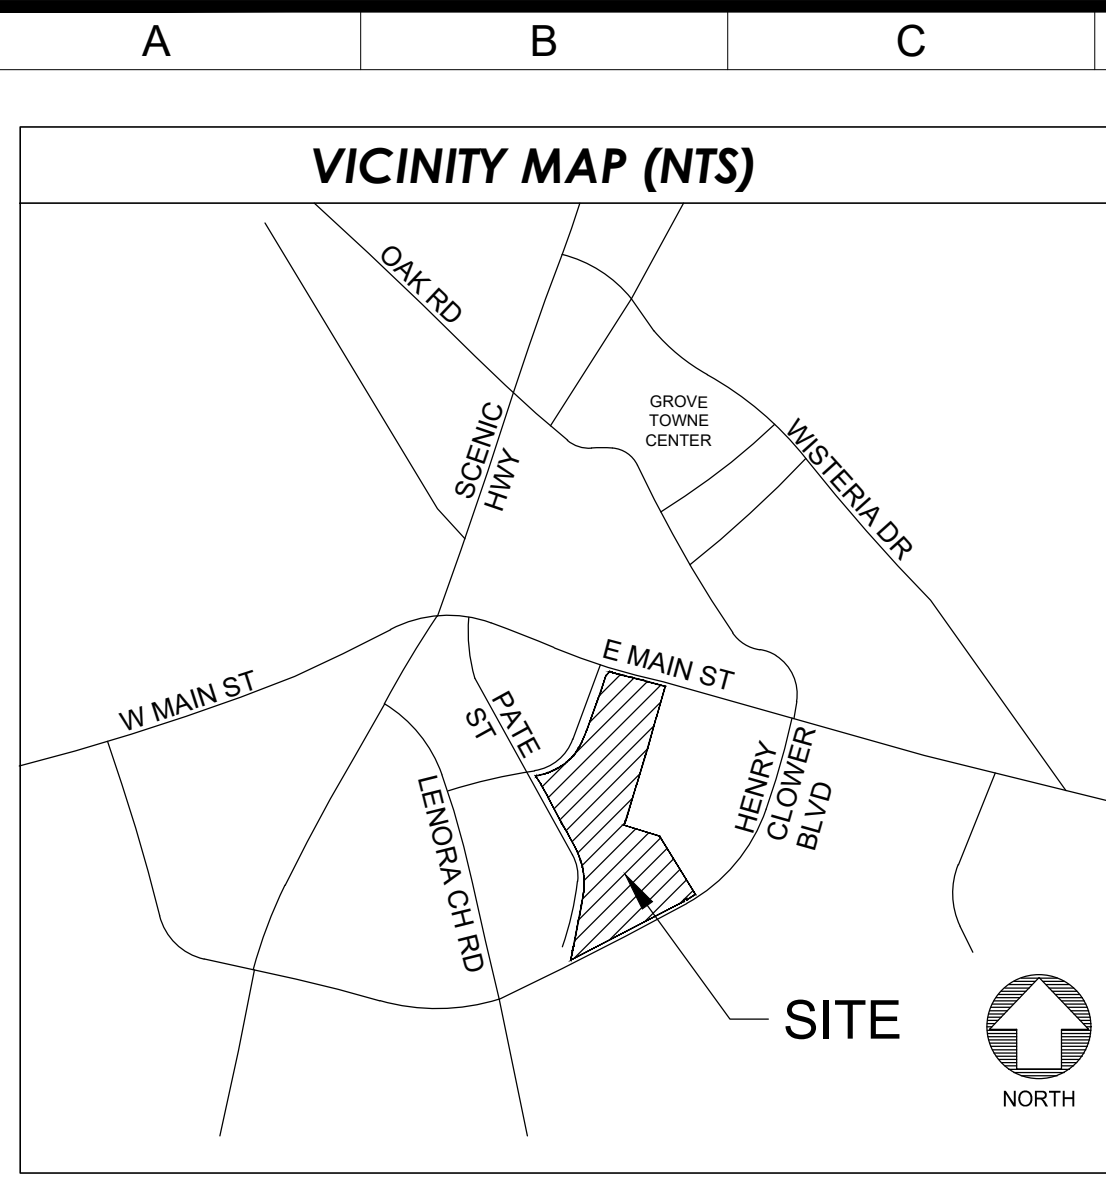 A
B
C
VICINITY MAP (NTS)
OAK RD
SCENIC
HWY
GROVE
TOWNE
CENTER
WISTERIA DR
E MAIN ST
W MAIN ST
PATE
ST
HENRY
CLOWER
BLVD
LENORA CH RD
SITE
NORTH